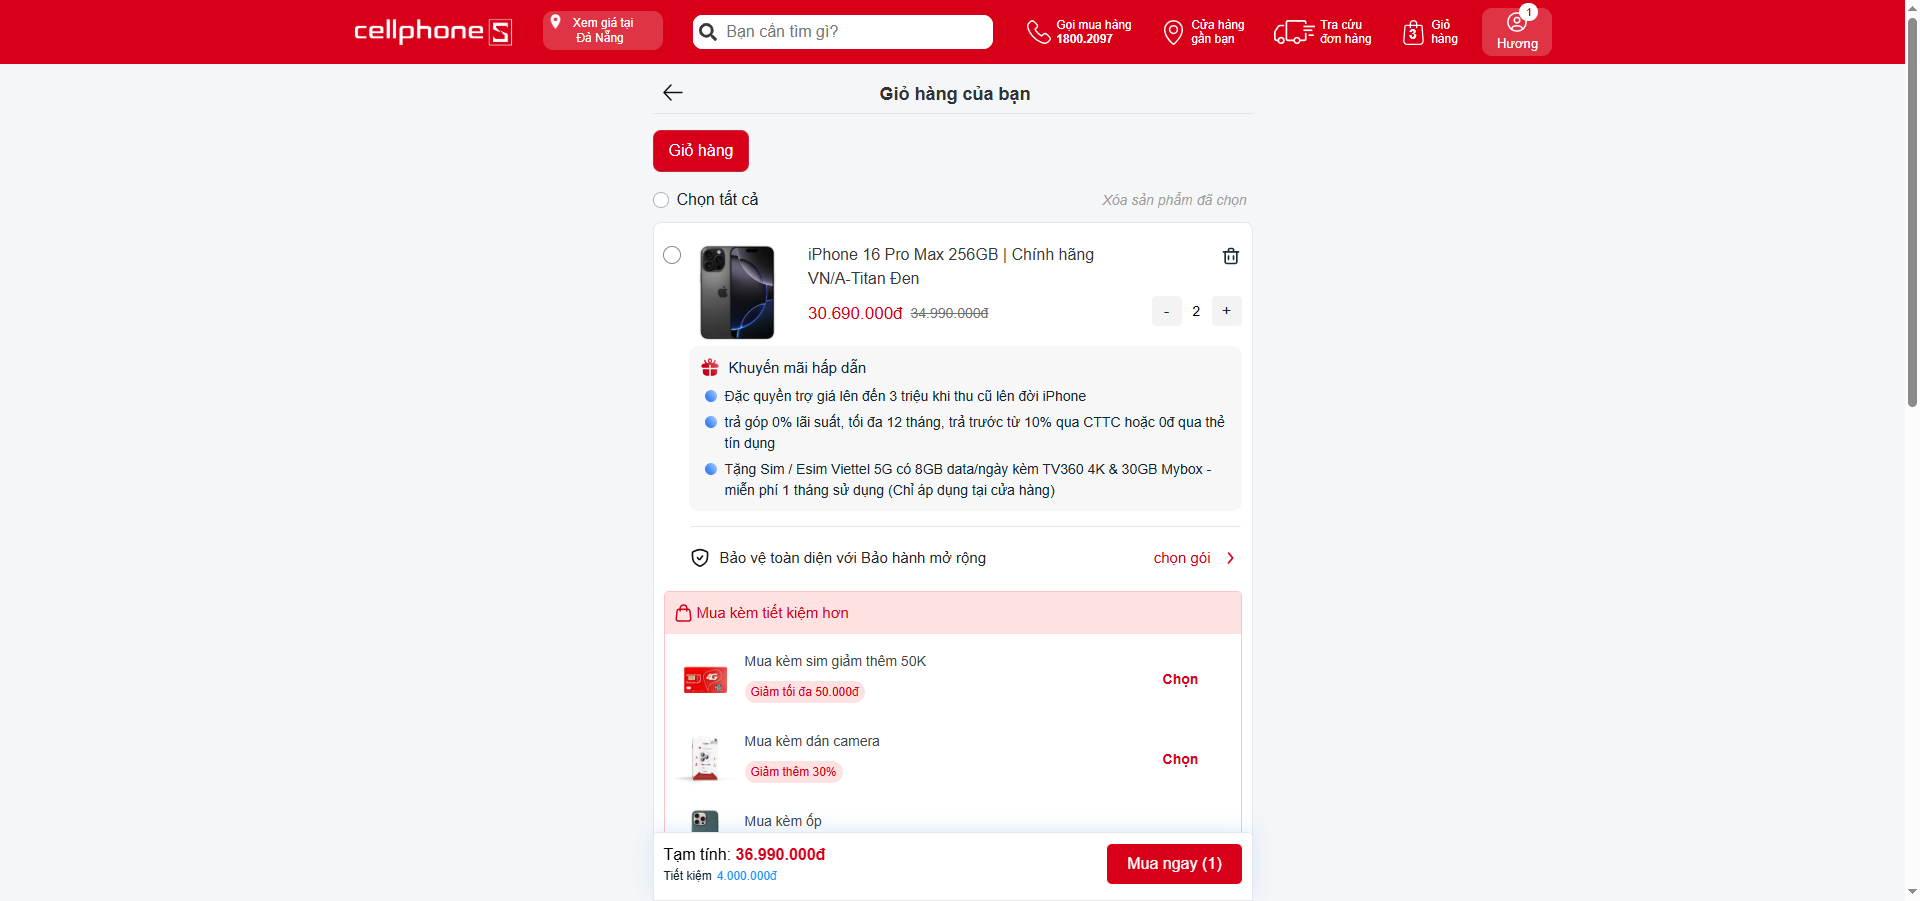 cellphoneS
Xem giá tại
Đà Nẵng
Bạn cần tìm gì?
Gọi mua hàng
1800.2097
Cửa hàng
gần bạn
Tra cứu
đơn hàng
3
Giỏ
hàng
1
Hương
Giỏ hàng của bạn
Giỏ hàng
Chọn tất cả
Xóa sản phẩm đã chọn
iPhone 16 Pro Max 256GB | Chính hãng
VN/A-Titan Đen
30.690.000đ 34.990.000đ
- 2 +
Khuyến mãi hấp dẫn
Đặc quyền trợ giá lên đến 3 triệu khi thu cũ lên đời iPhone
trả góp 0% lãi suất, tối đa 12 tháng, trả trước từ 10% qua CTTC hoặc 0đ qua thẻ
tín dụng
Tặng Sim / Esim Viettel 5G có 8GB data/ngày kèm TV360 4K & 30GB Mybox -
miễn phí 1 tháng sử dụng (Chỉ áp dụng tại cửa hàng)
Bảo vệ toàn diện với Bảo hành mở rộng
chọn gói
Mua kèm tiết kiệm hơn
4G
Mua kèm sim giảm thêm 50K
Giảm tối đa 50.000đ
Chọn
Mua kèm dán camera
Giảm thêm 30%
Chọn
Mua kèm ốp
Tạm tính: 36.990.000đ
Tiết kiệm 4.000.000đ
Mua ngay (1)